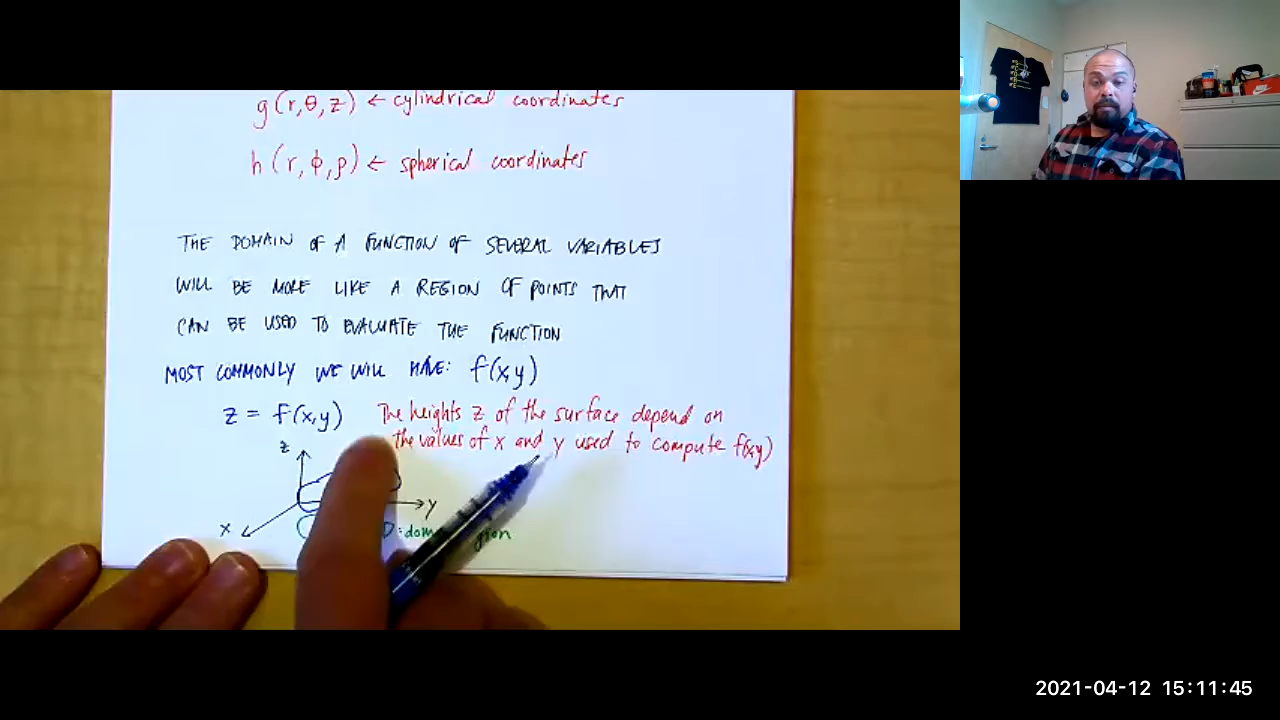 g(r,θ,z) ← cylindrical coordinates
h(r,ϕ,ρ) ← spherical coordinates
THE DOMAIN OF A FUNCTION OF SEVERAL VARIABLES
WILL BE MORE LIKE A REGION OF POINTS THAT
CAN BE USED TO EVALUATE THE FUNCTION
MOST COMMONLY WE WILL HAVE: f(x,y)
z = f(x,y) The heights z of the surface depend on
the values of x and y used to compute f(x,y)
z
y
x
D:
2021-04-12 15:11:45